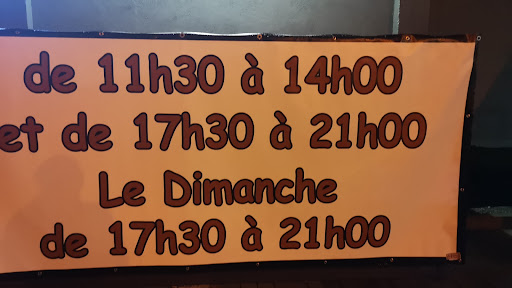 de 11h30 à 14h00
et de 17h30 à 21h00
Le Dimanche
de 17h30 à 21h00